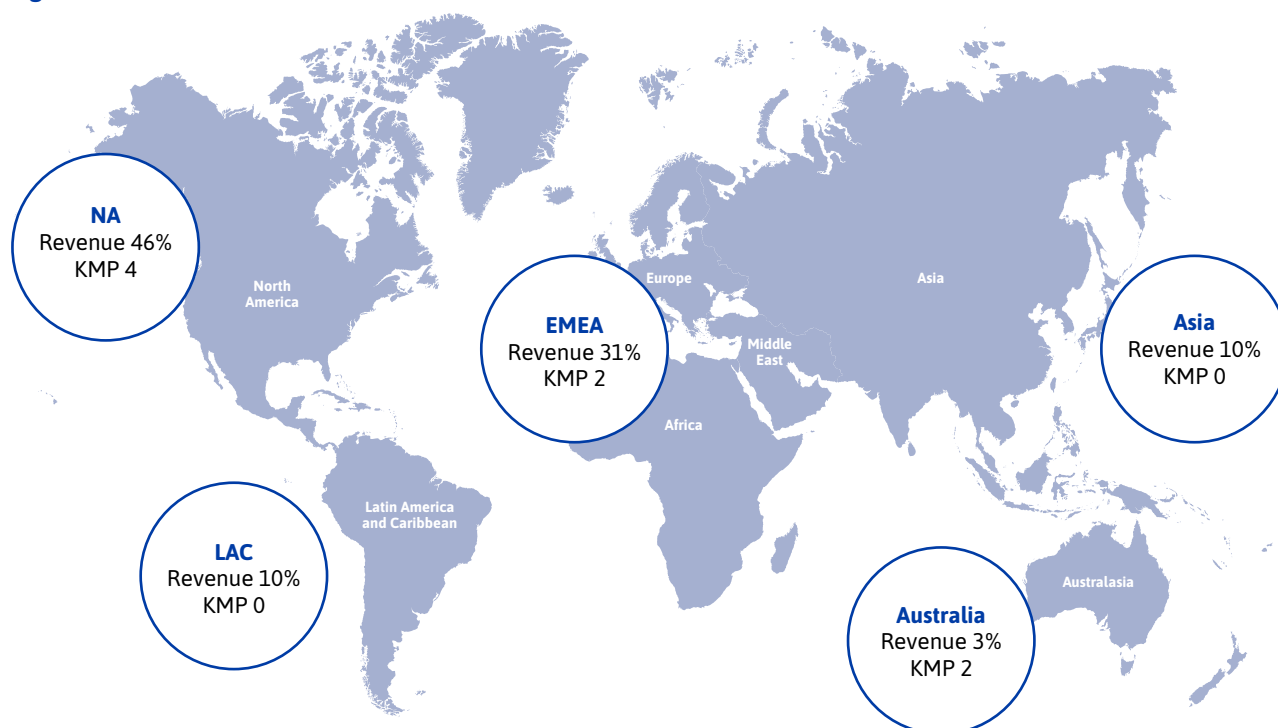 NA
Revenue 46%
KMP 4
North
America
EMEA
Revenue 31%
KMP 2
Europe
Middle
East
Africa
Asia
Asia
Revenue 10%
KMP 0
LAC
Revenue 10%
KMP 0
Latin America
and Caribbean
Australia
Revenue 3%
KMP 2
Australasia